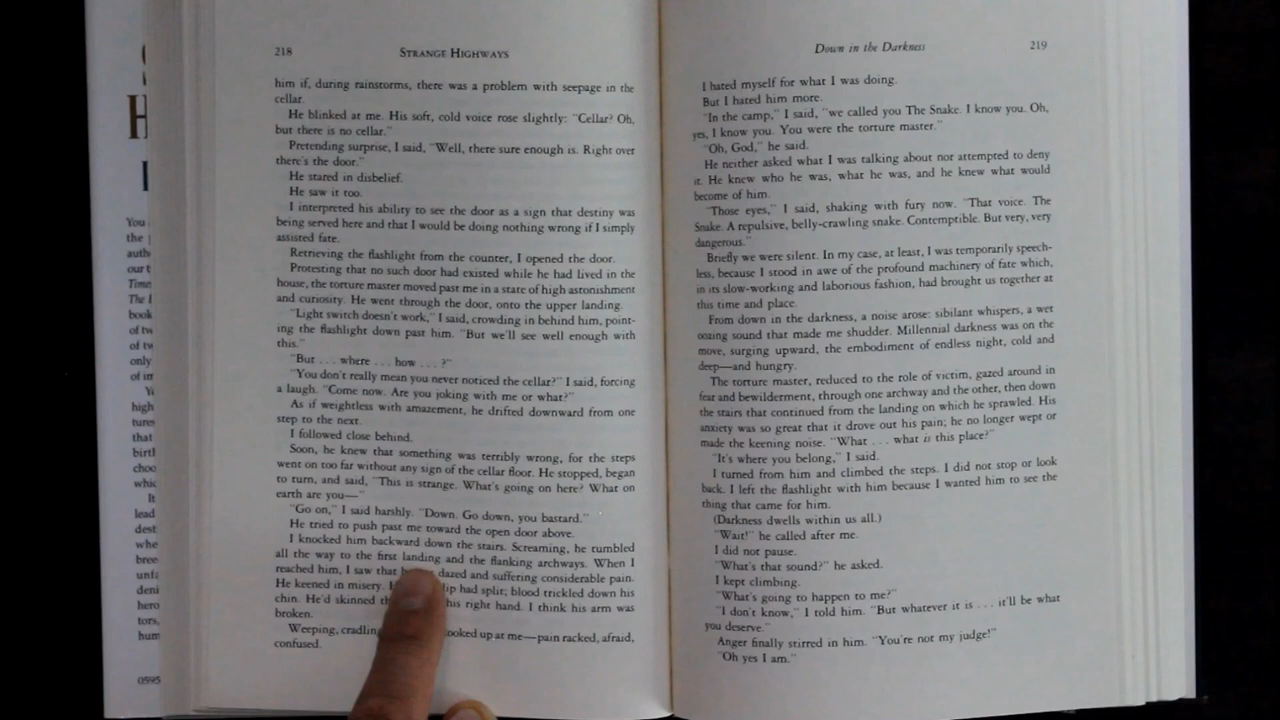 218
STRANGE HIGHWAYS
him if, during rainstorms, there was a problem with seepage in the
cellar.
He blinked at me. His soft, cold voice rose slightly: "Cellar? Oh,
but there is no cellar."
Pretending surprise, I said, "Well, there sure enough is. Right over
there's the door."
He stared in disbelief.
He saw it too.
I interpreted his ability to see the door as a sign that destiny was
being served here and that I would be doing nothing wrong if I simply
assisted fate.
Retrieving the flashlight from the counter, I opened the door.
Protesting that no such door had existed while he had lived in the
house, the torture master moved past me in a state of high astonishment
and curiosity. He went through the door, onto the upper landing.
"Light switch doesn't work," I said, crowding in behind him, point-
ing the flashlight down past him. "But we'll see well enough with
this."
"But . . . where . . . how . . . ?"
"You don't really mean you never noticed the cellar?" I said, forcing
a laugh. "Come now. Are you joking with me or what?"
As if weightless with amazement, he drifted downward from one
step to the next.
I followed close behind.
Soon, he knew that something was terribly wrong, for the steps
went on too far without any sign of the cellar floor. He stopped, began
to turn, and said, "This is strange. What's going on here? What on
earth are you—"
"Go on," I said harshly. "Down. Go down, you bastard."
He tried to push past me toward the open door above.
I knocked him backward down the stairs. Screaming, he tumbled
all the way to the first landing and the flanking archways. When I
reached him, I saw that dazed and suffering considerable pain.
He keened in misery. lip had split; blood trickled down his
chin. He'd skinned his right hand. I think his arm was
broken.
Weeping, looked up at me—pain racked, afraid,
confused.
Down in the Darkness
219
I hated myself for what I was doing.
But I hated him more.
"In the camp," I said, "we called you The Snake. I know you. Oh,
yes, I know you. You were the torture master."
"Oh, God," he said.
He neither asked what I was talking about nor attempted to deny
it. He knew who he was, what he was, and he knew what would
become of him.
"Those eyes," I said, shaking with fury now. "That voice. The
Snake. A repulsive, belly-crawling snake. Contemptible. But very, very
dangerous."
Briefly we were silent. In my case, at least, I was temporarily speech-
less, because I stood in awe of the profound machinery of fate which,
in its slow-working and laborious fashion, had brought us together at
this time and place.
From down in the darkness, a noise arose: sibilant whispers, a wet
oozing sound that made me shudder. Millennial darkness was on the
move, surging upward, the embodiment of endless night, cold and
deep—and hungry.
The torture master, reduced to the role of victim, gazed around in
fear and bewilderment, through one archway and the other, then down
the stairs that continued from the landing on which he sprawled. His
anxiety was so great that it drove out his pain; he no longer wept or
made the keening noise. "What . . . what is this place?"
"It's where you belong," I said.
I turned from him and climbed the steps. I did not stop or look
back. I left the flashlight with him because I wanted him to see the
thing that came for him.
(Darkness dwells within us all.)
"Wait!" he called after me.
I did not pause.
"What's that sound?" he asked.
I kept climbing.
"What's going to happen to me?"
"I don't know," I told him. "But whatever it is . . . it'll be what
you deserve."
Anger finally stirred in him. "You're not my judge!"
"Oh yes I am."
You
the
auth
our t
Time
The
book
of tw
of tw
only
of
high
that
birt
choo
whic
It
lead
dest
whe
bree
unfa
deni
hero
tors,
hum
0595